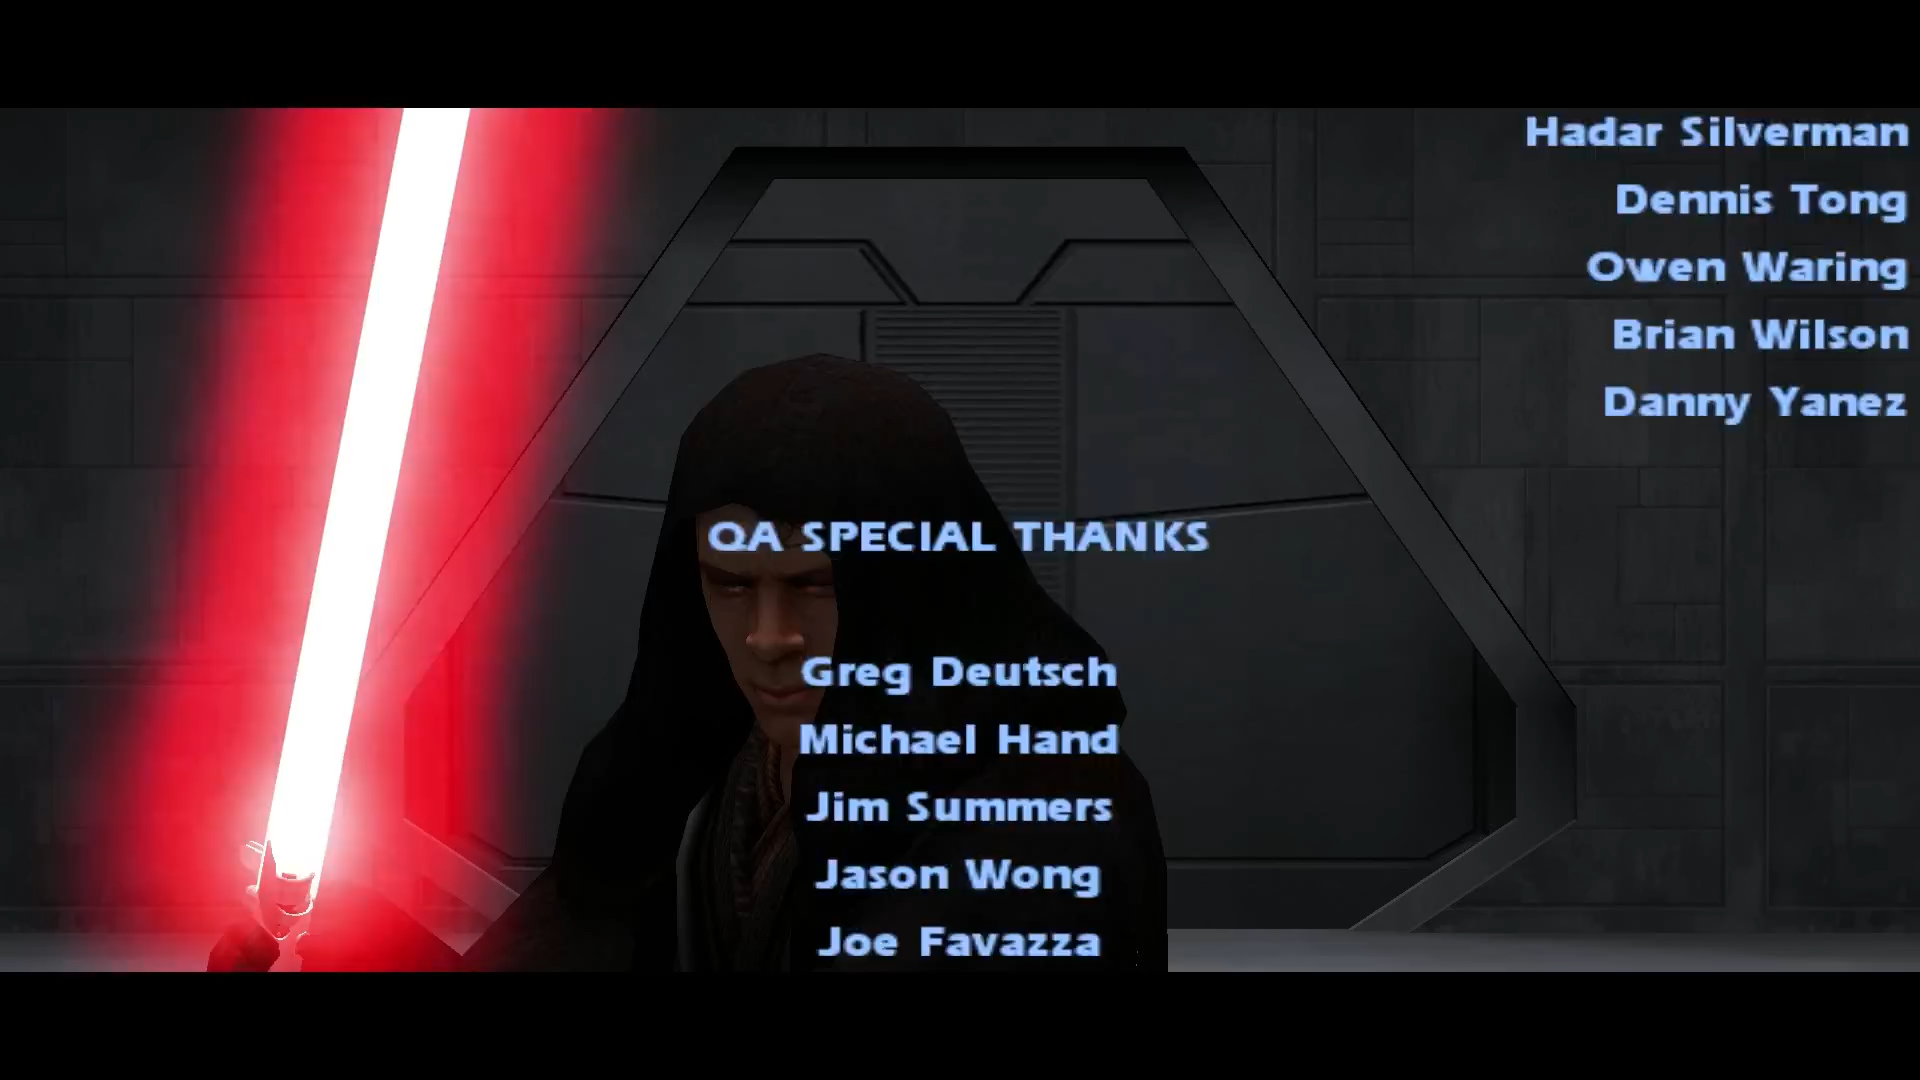 Hadar Silverman
Dennis Tong
Owen Waring
Brian Wilson
Danny Yanez
QA SPECIAL THANKS
Greg Deutsch
Michael Hand
Jim Summers
Jason Wong
Joe Favazza